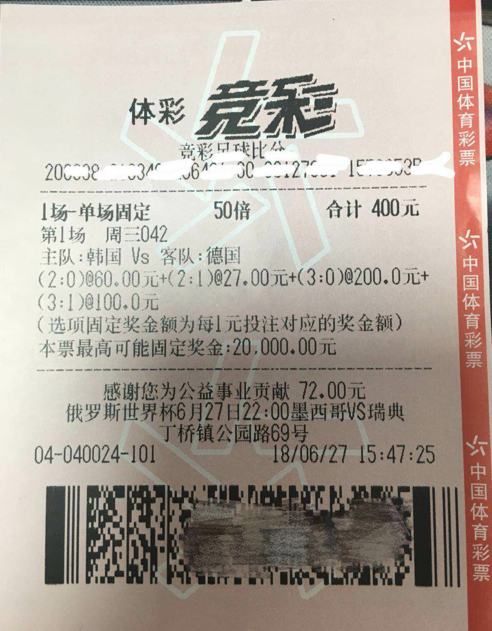 体彩 竞彩
竞彩足球比分
1场-单场固定 50倍 合计 400元
第1场 周三042
主队:韩国 Vs 客队:德国
(2:0)@60.00元+(2:1)@27.00元+(3:0)@200.0元+
(3:1)@100.0元
(选项固定奖金额为每1元投注对应的奖金额)
本票最高可能固定奖金:20,000.00元
感谢您为公益事业贡献 72.00元
俄罗斯世界杯6月27日22:00墨西哥VS瑞典
丁桥镇公园路69号
04-040024-101 18/06/27 15:47:25
中国体育彩票
中国体育彩票
中国体育彩票